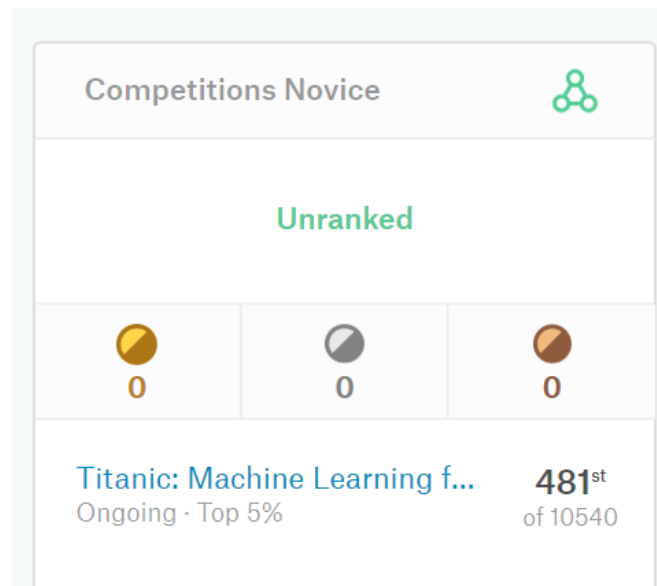 Competitions Novice
Unranked
0 0 0
Titanic: Machine Learning f... 481st
Ongoing · Top 5% of 10540